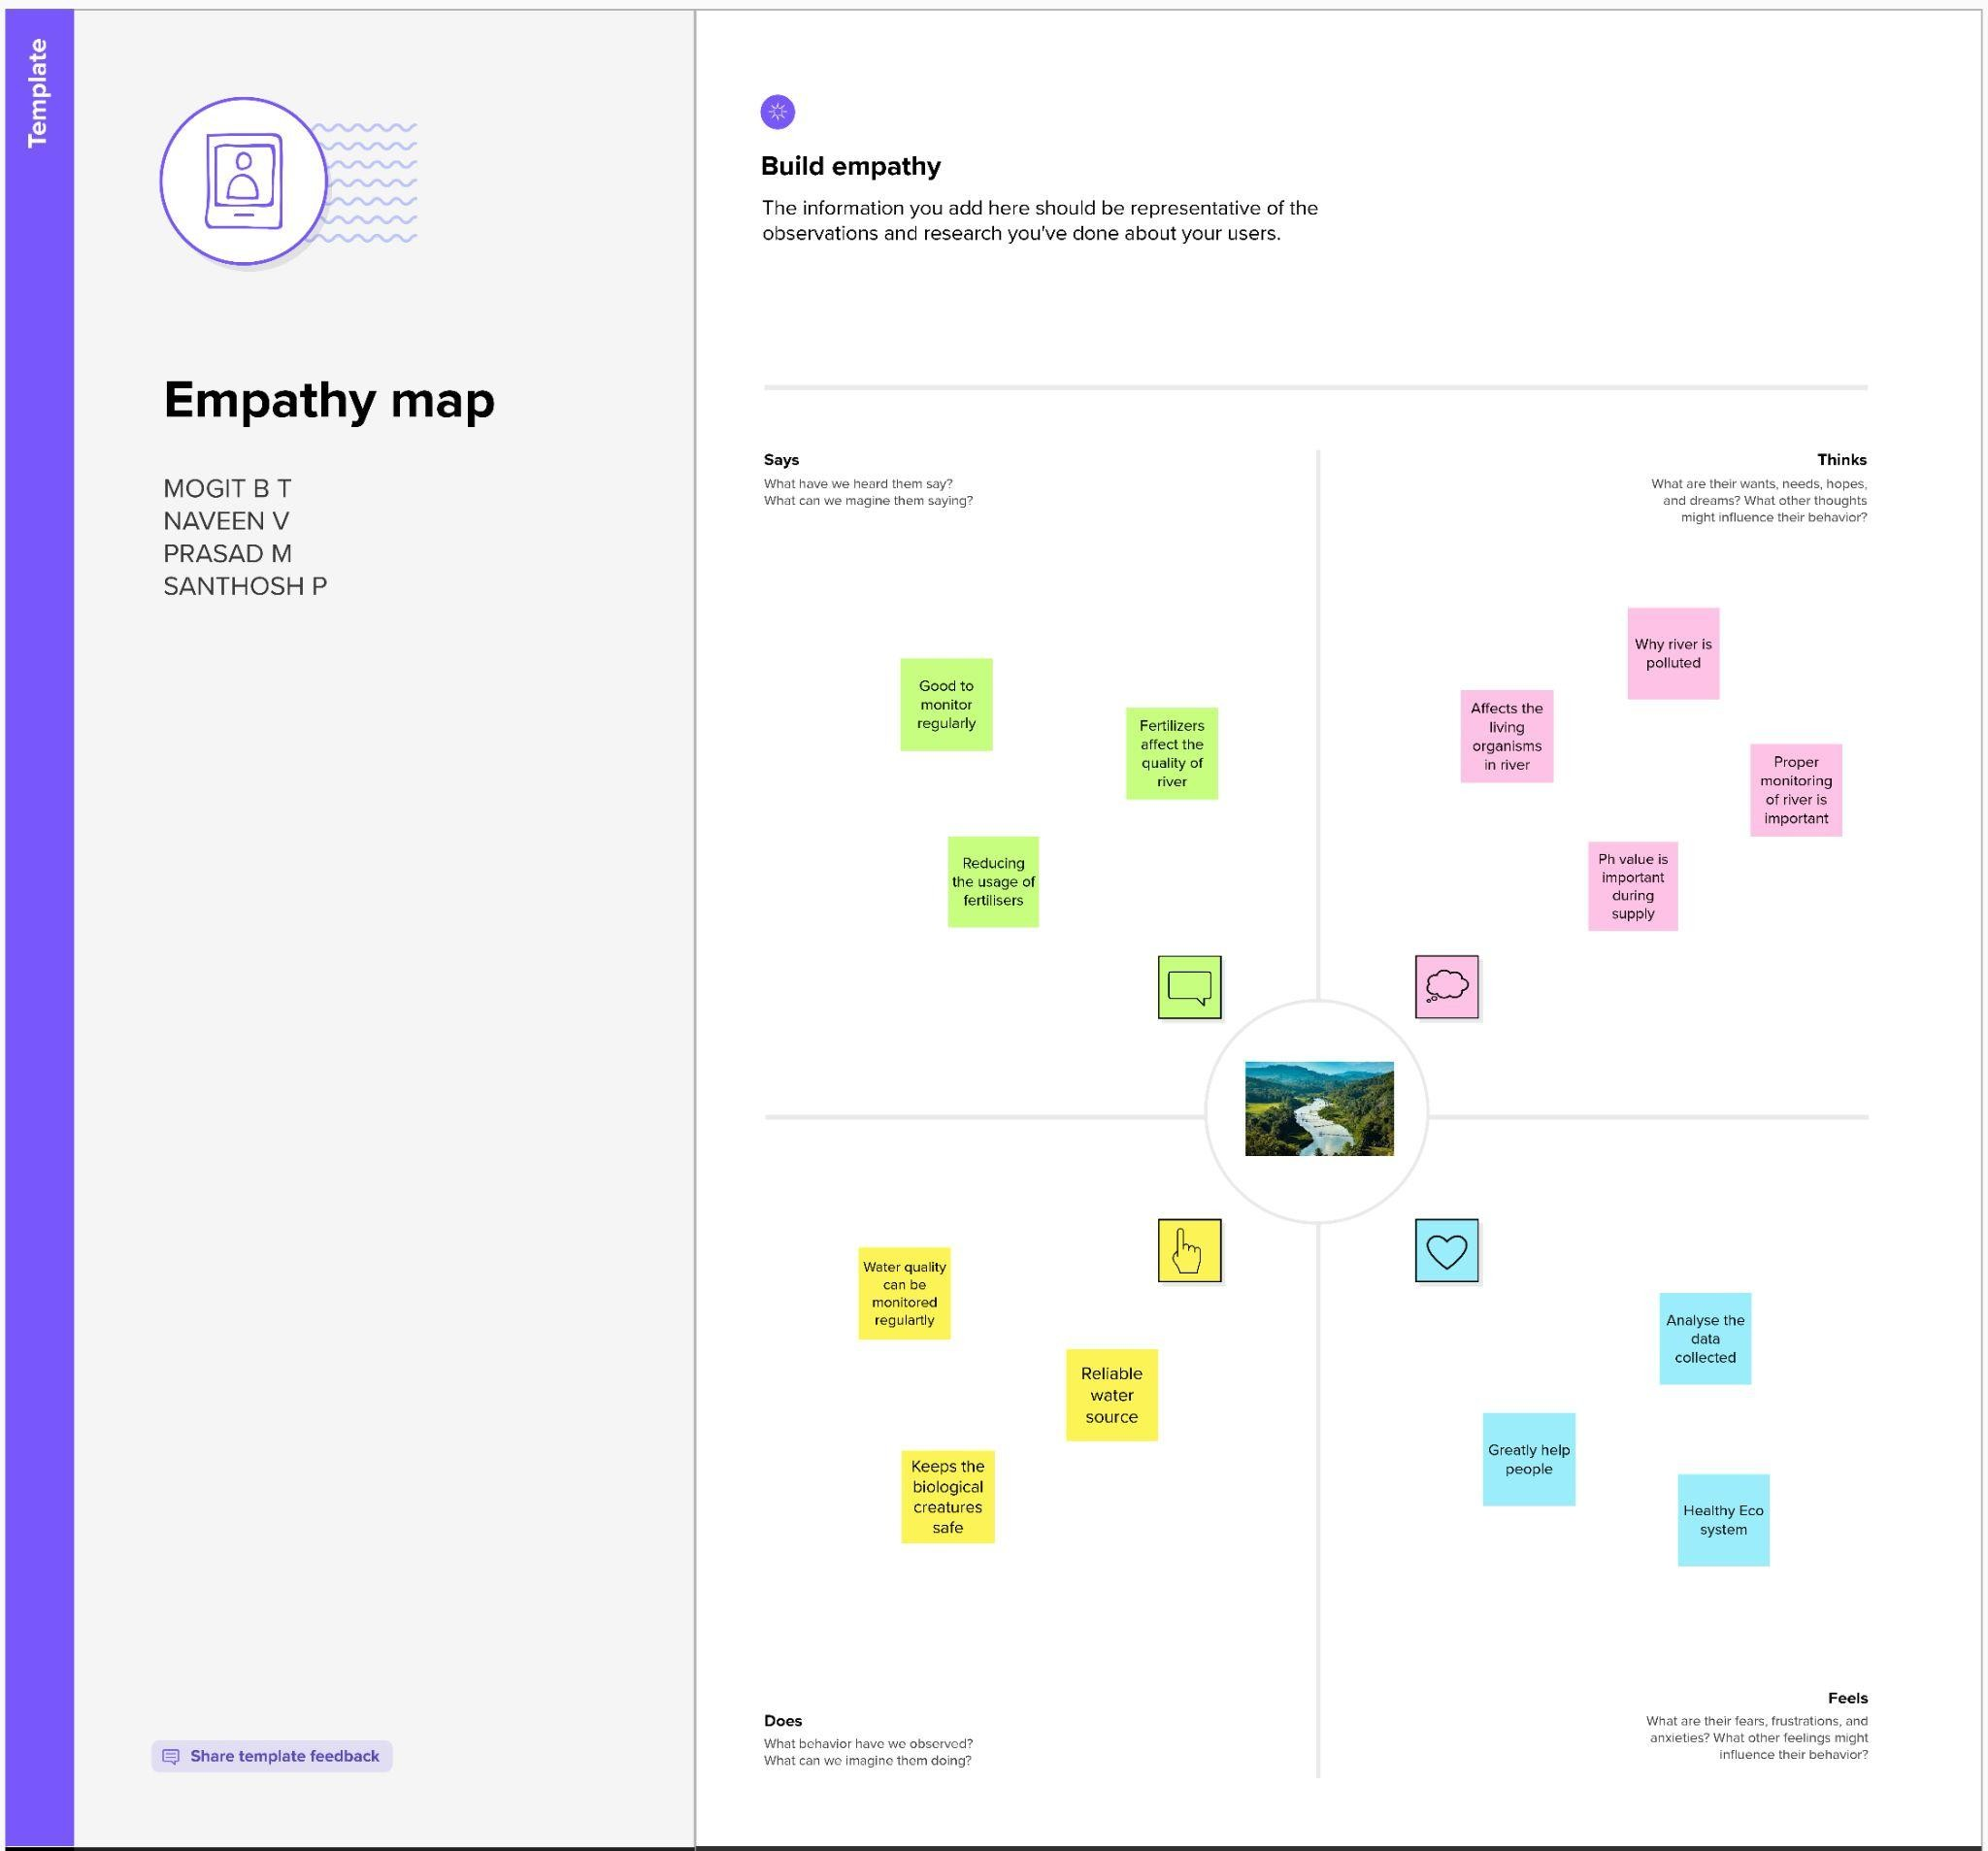 Template
Empathy map
MOGIT B T
NAVEEN V
PRASAD M
SANTHOSH P
Share template feedback
Build empathy
The information you add here should be representative of the
observations and research you've done about your users.
Says
What have we heard them say?
What can we magine them saying?
Good to
monitor
regularly
Fertilizers
affect the
quality of
river
Reducing
the usage of
fertilisers
Thinks
What are their wants, needs, hopes,
and dreams? What other thoughts
might influence their behavior?
Why river is
polluted
Affects the
living
organisms
in river
Proper
monitoring
of river is
important
Ph value is
important
during
supply
Water quality
can be
monitored
regulartly
Reliable
water
source
Keeps the
biological
creatures
safe
Does
What behavior have we observed?
What can we imagine them doing?
Analyse the
data
collected
Greatly help
people
Healthy Eco
system
Feels
What are their fears, frustrations, and
anxieties? What other feelings might
influence their behavior?